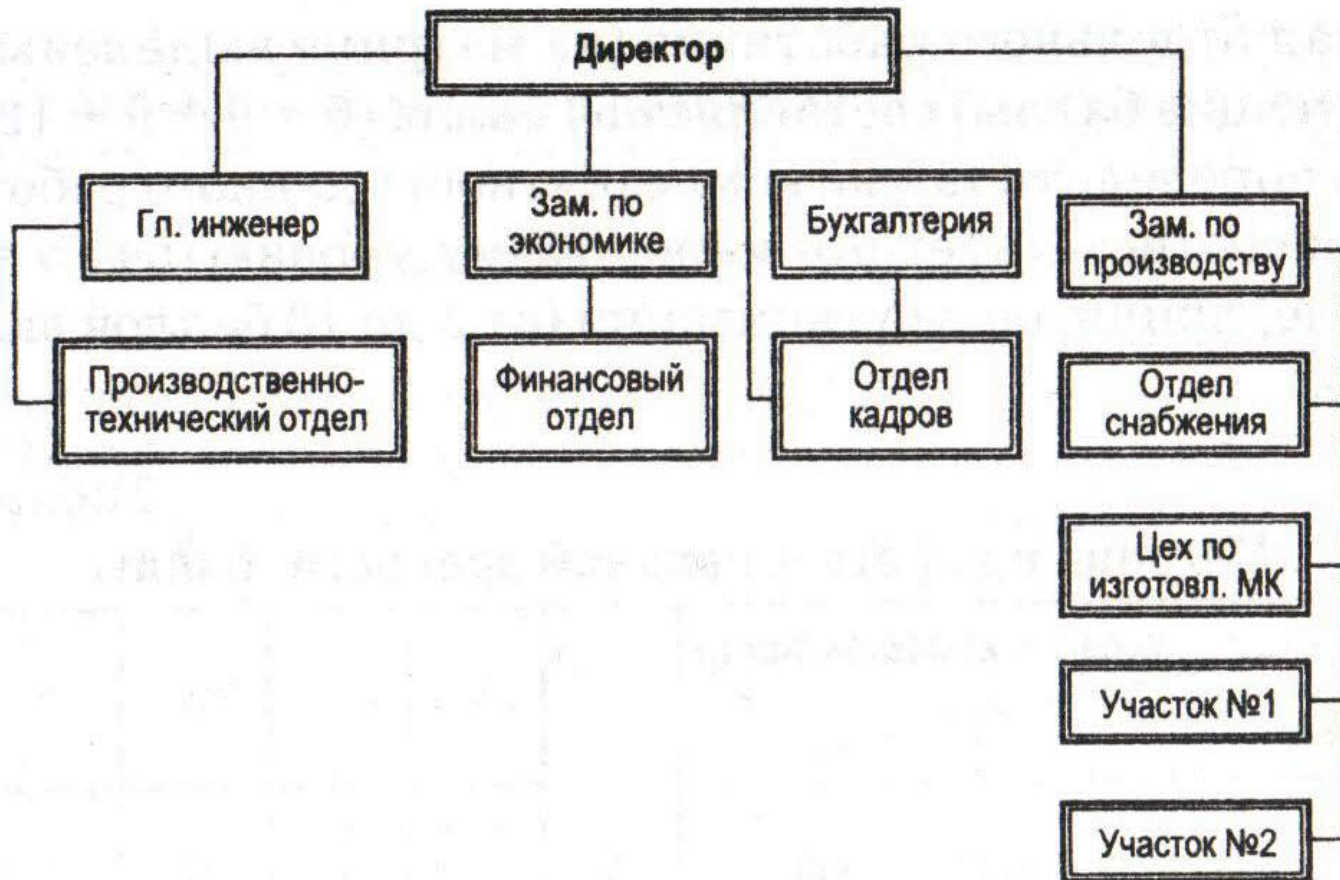 Директор
Гл. инженер
Зам. по
экономике
Бухгалтерия
Зам. по
производству
Производственно-
технический отдел
Финансовый
отдел
Отдел
кадров
Отдел
снабжения
Цех по
изготовл. МК
Участок №1
Участок №2